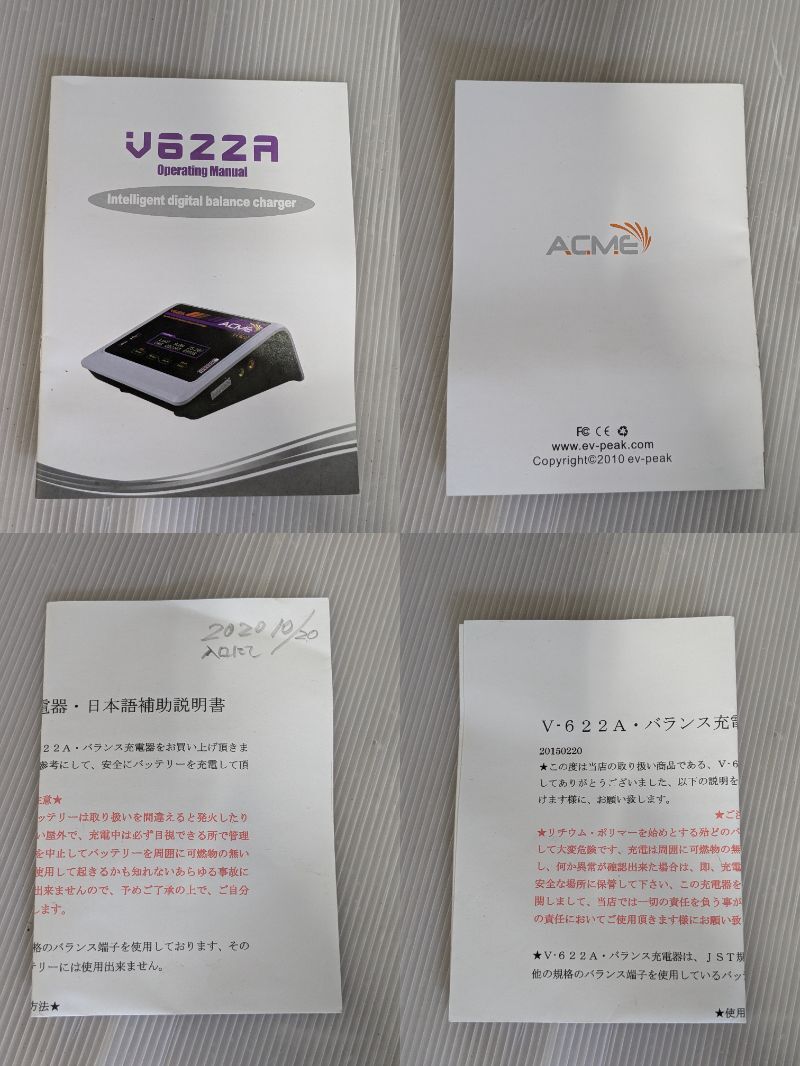 V622A
Operating Manual
Intelligent digital balance charger
ACME
ACME
FC CE
www.ev-peak.com
Copyright©2010 ev-peak
2020 10/20
入口にて
電器・日本語補助説明書
22A・バランス充電器をお買い上げ頂きま
参考にして、安全にバッテリーを充電して頂
注意★
ッテリーは取り扱いを間違えると発火したり
い屋外で、充電中は必ず目視できる所で管理
を中止してバッテリーを周囲に可燃物の無い
使用して起きるかも知れないあらゆる事故に
出来ませんので、予めご了承の上で、ご自分
します。
格のバランス端子を使用しております、その
テリーには使用出来ません。
方法★
V-622A・バランス充電
20150220
★この度は当店の取り扱い商品である、V-6
してありがとうございました、以下の説明を
けます様に、お願い致します。
★ご注
★リチウム・ポリマーを始めとする殆どのバ
して大変危険です、充電は周囲に可燃物の無
し、何か異常が確認出来た場合は、即、充電
安全な場所に保管して下さい、この充電器を
関しまして、当店では一切の責任を負う事が
の責任においてご使用頂きます様にお願い致
★V-622A・バランス充電器は、JST規
他の規格のバランス端子を使用しているバッ
★使用